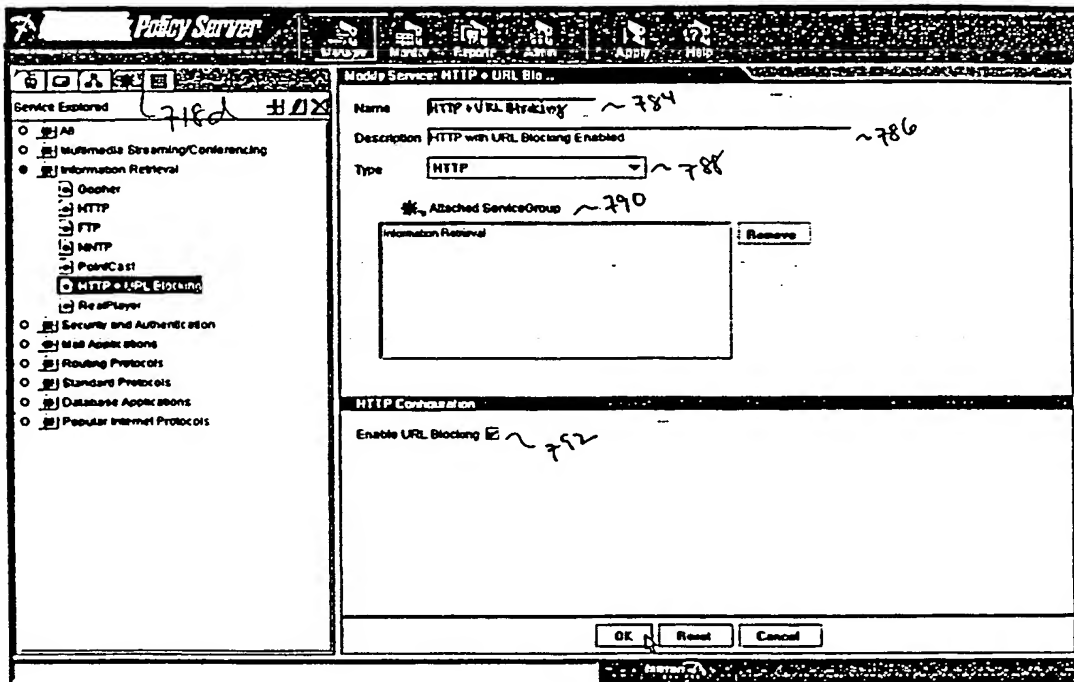 Policy Server
Manager Monitor Reports Admin Apply Help
718d
Service Explored
All
Multimedia Streaming/Conferencing
Information Retrieval
Gopher
HTTP
FTP
NNTP
PointCast
HTTP + URL Blocking
RealPlayer
Security and Authentication
Mail Applications
Routing Protocols
Standard Protocols
Database Applications
Popular Internet Protocols
Modify Service: HTTP + URL Blo ..
Name HTTP + URL Blocking ~ 784
Description HTTP with URL Blocking Enabled ~ 786
Type HTTP ~ 788
Attached ServiceGroup ~ 790
Information Retrieval
Remove
HTTP Configuration
Enable URL Blocking ~ 792
OK Reset Cancel